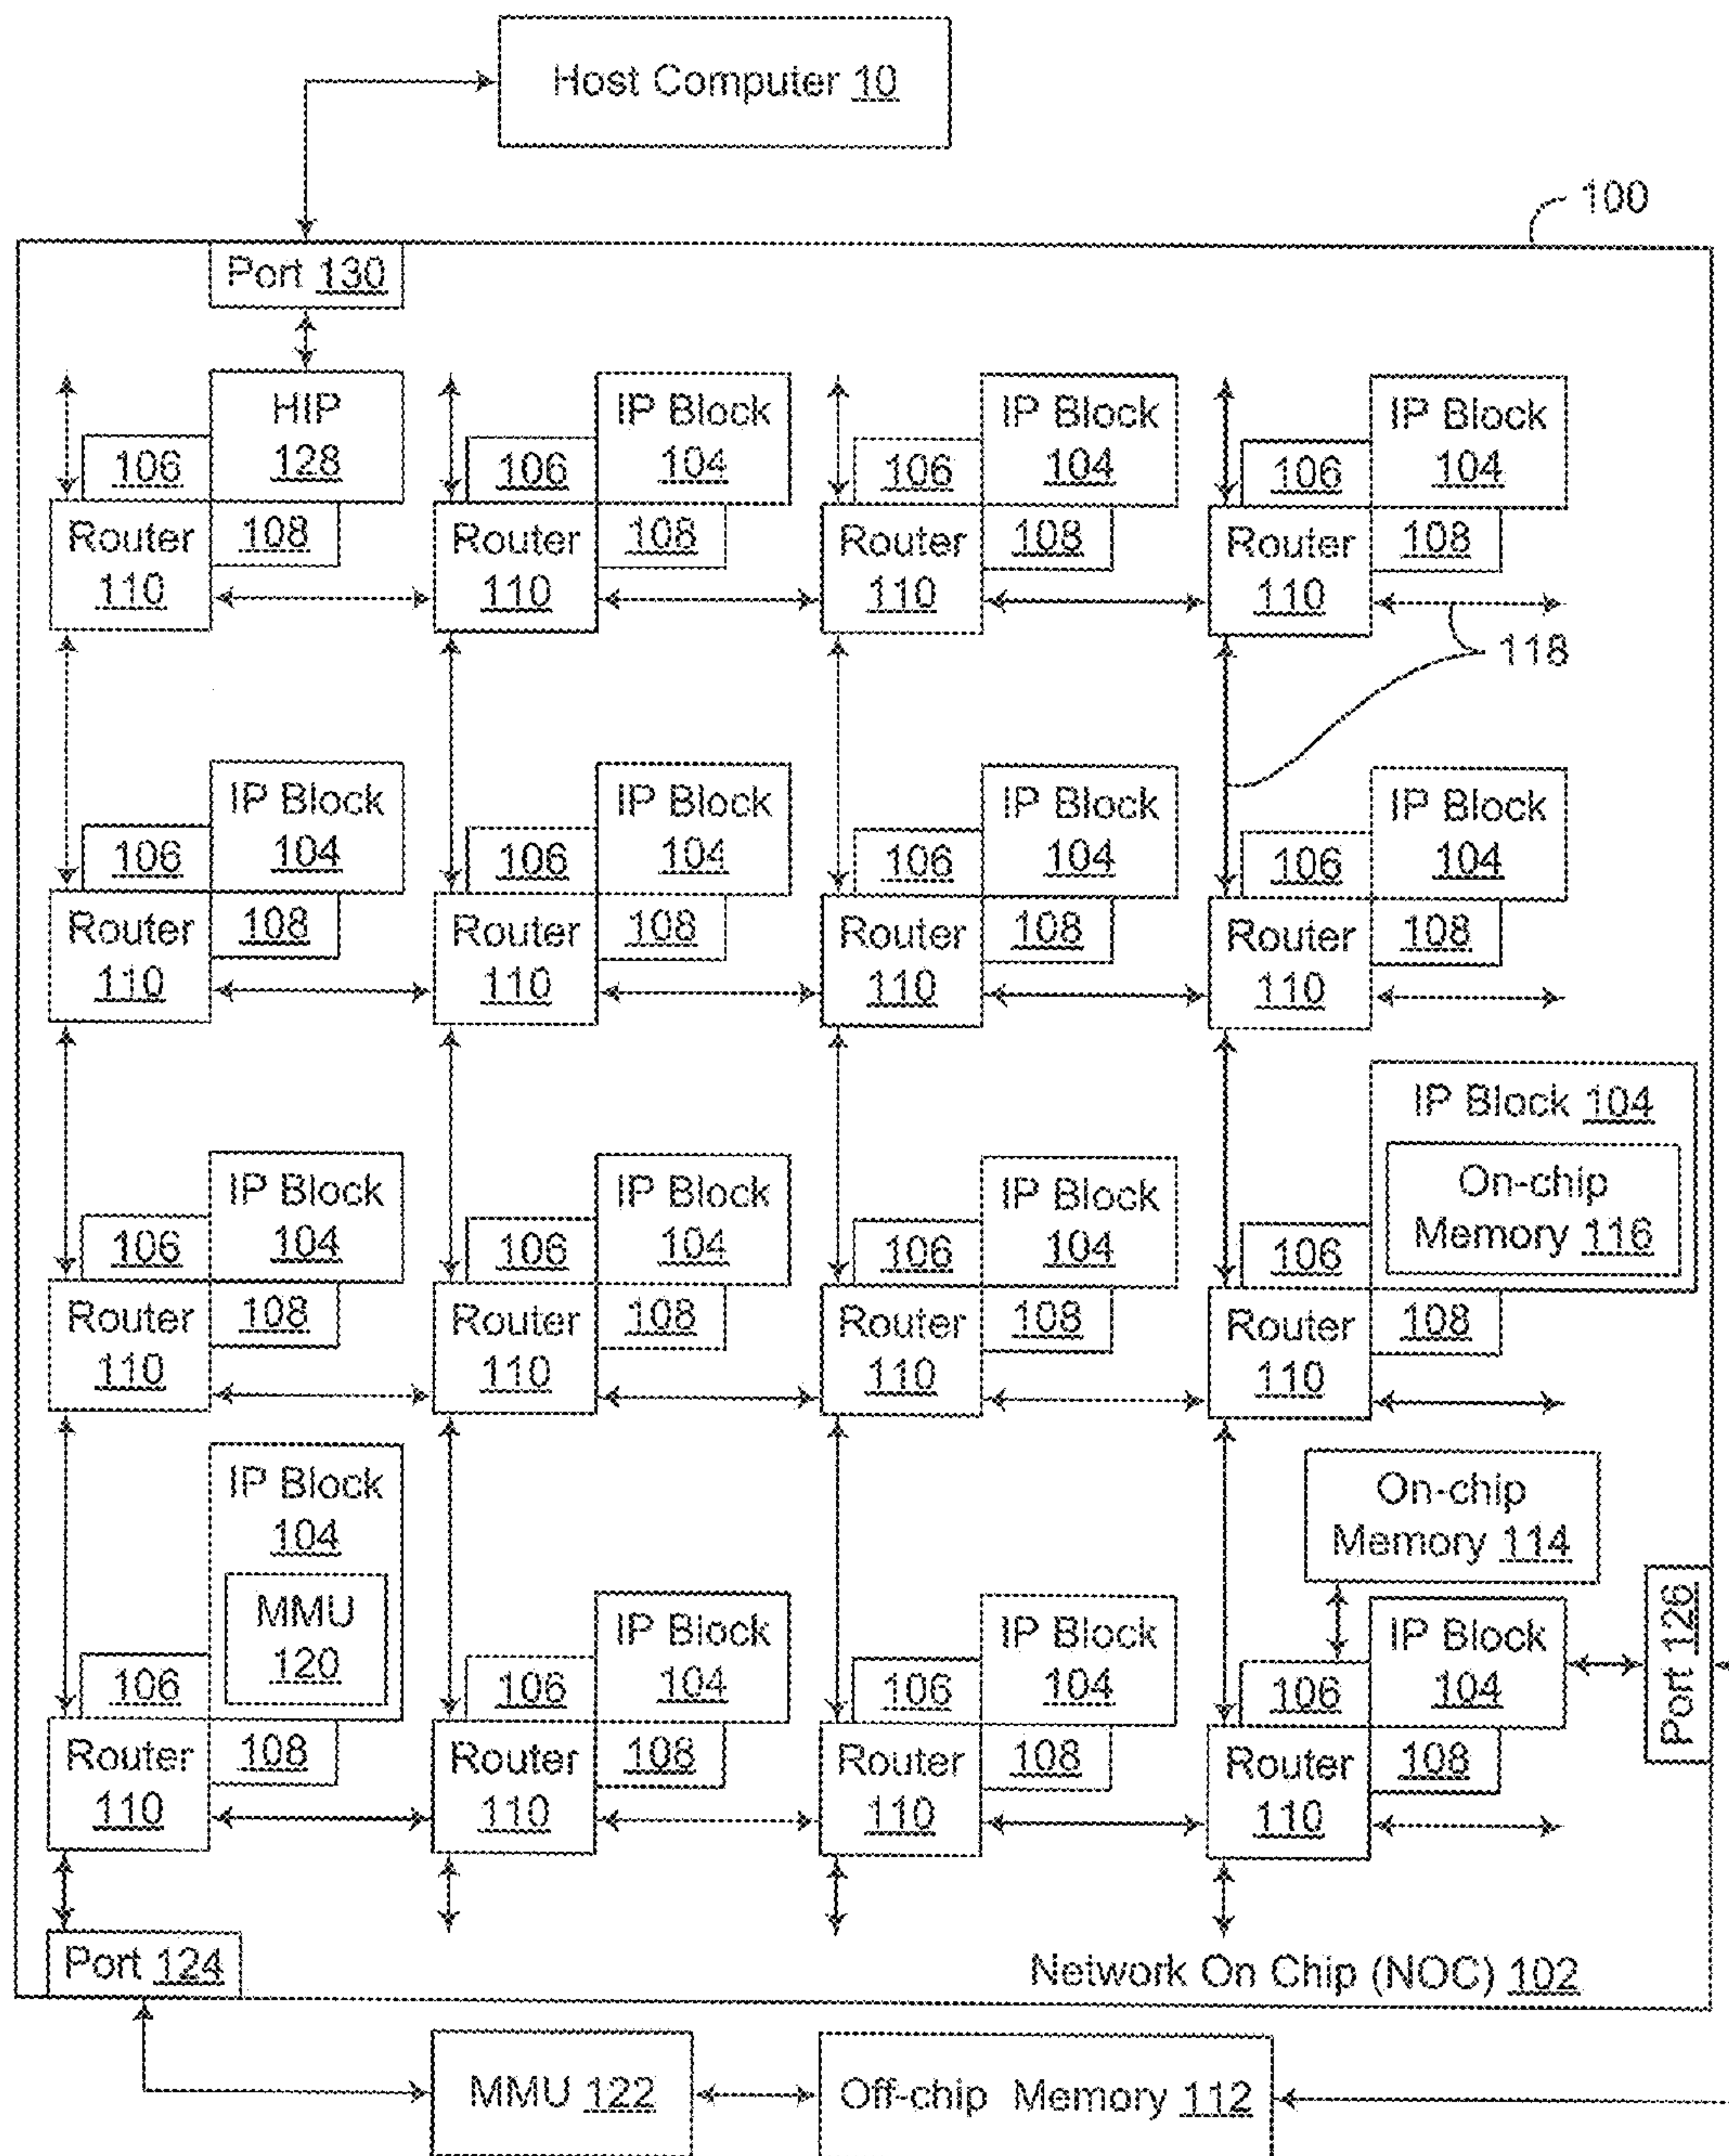 Host Computer 10
100
Port 130
HIP
128
106
Router
110
108
IP Block
104
106
Router
110
108
IP Block
104
106
Router
110
108
IP Block
104
106
Router
110
108
118
IP Block
104
106
Router
110
108
IP Block
104
106
Router
110
108
IP Block
104
106
Router
110
108
IP Block
104
106
Router
110
108
IP Block
104
106
Router
110
108
IP Block
104
106
Router
110
108
IP Block
104
106
Router
110
108
IP Block 104
On-chip
Memory 116
106
Router
110
108
IP Block
104
MMU
120
106
Router
110
108
IP Block
104
106
Router
110
108
IP Block
104
106
Router
110
108
On-chip
Memory 114
IP Block
104
106
Router
110
108
Port 126
Port 124
Network On Chip (NOC) 102
MMU 122
Off-chip Memory 112